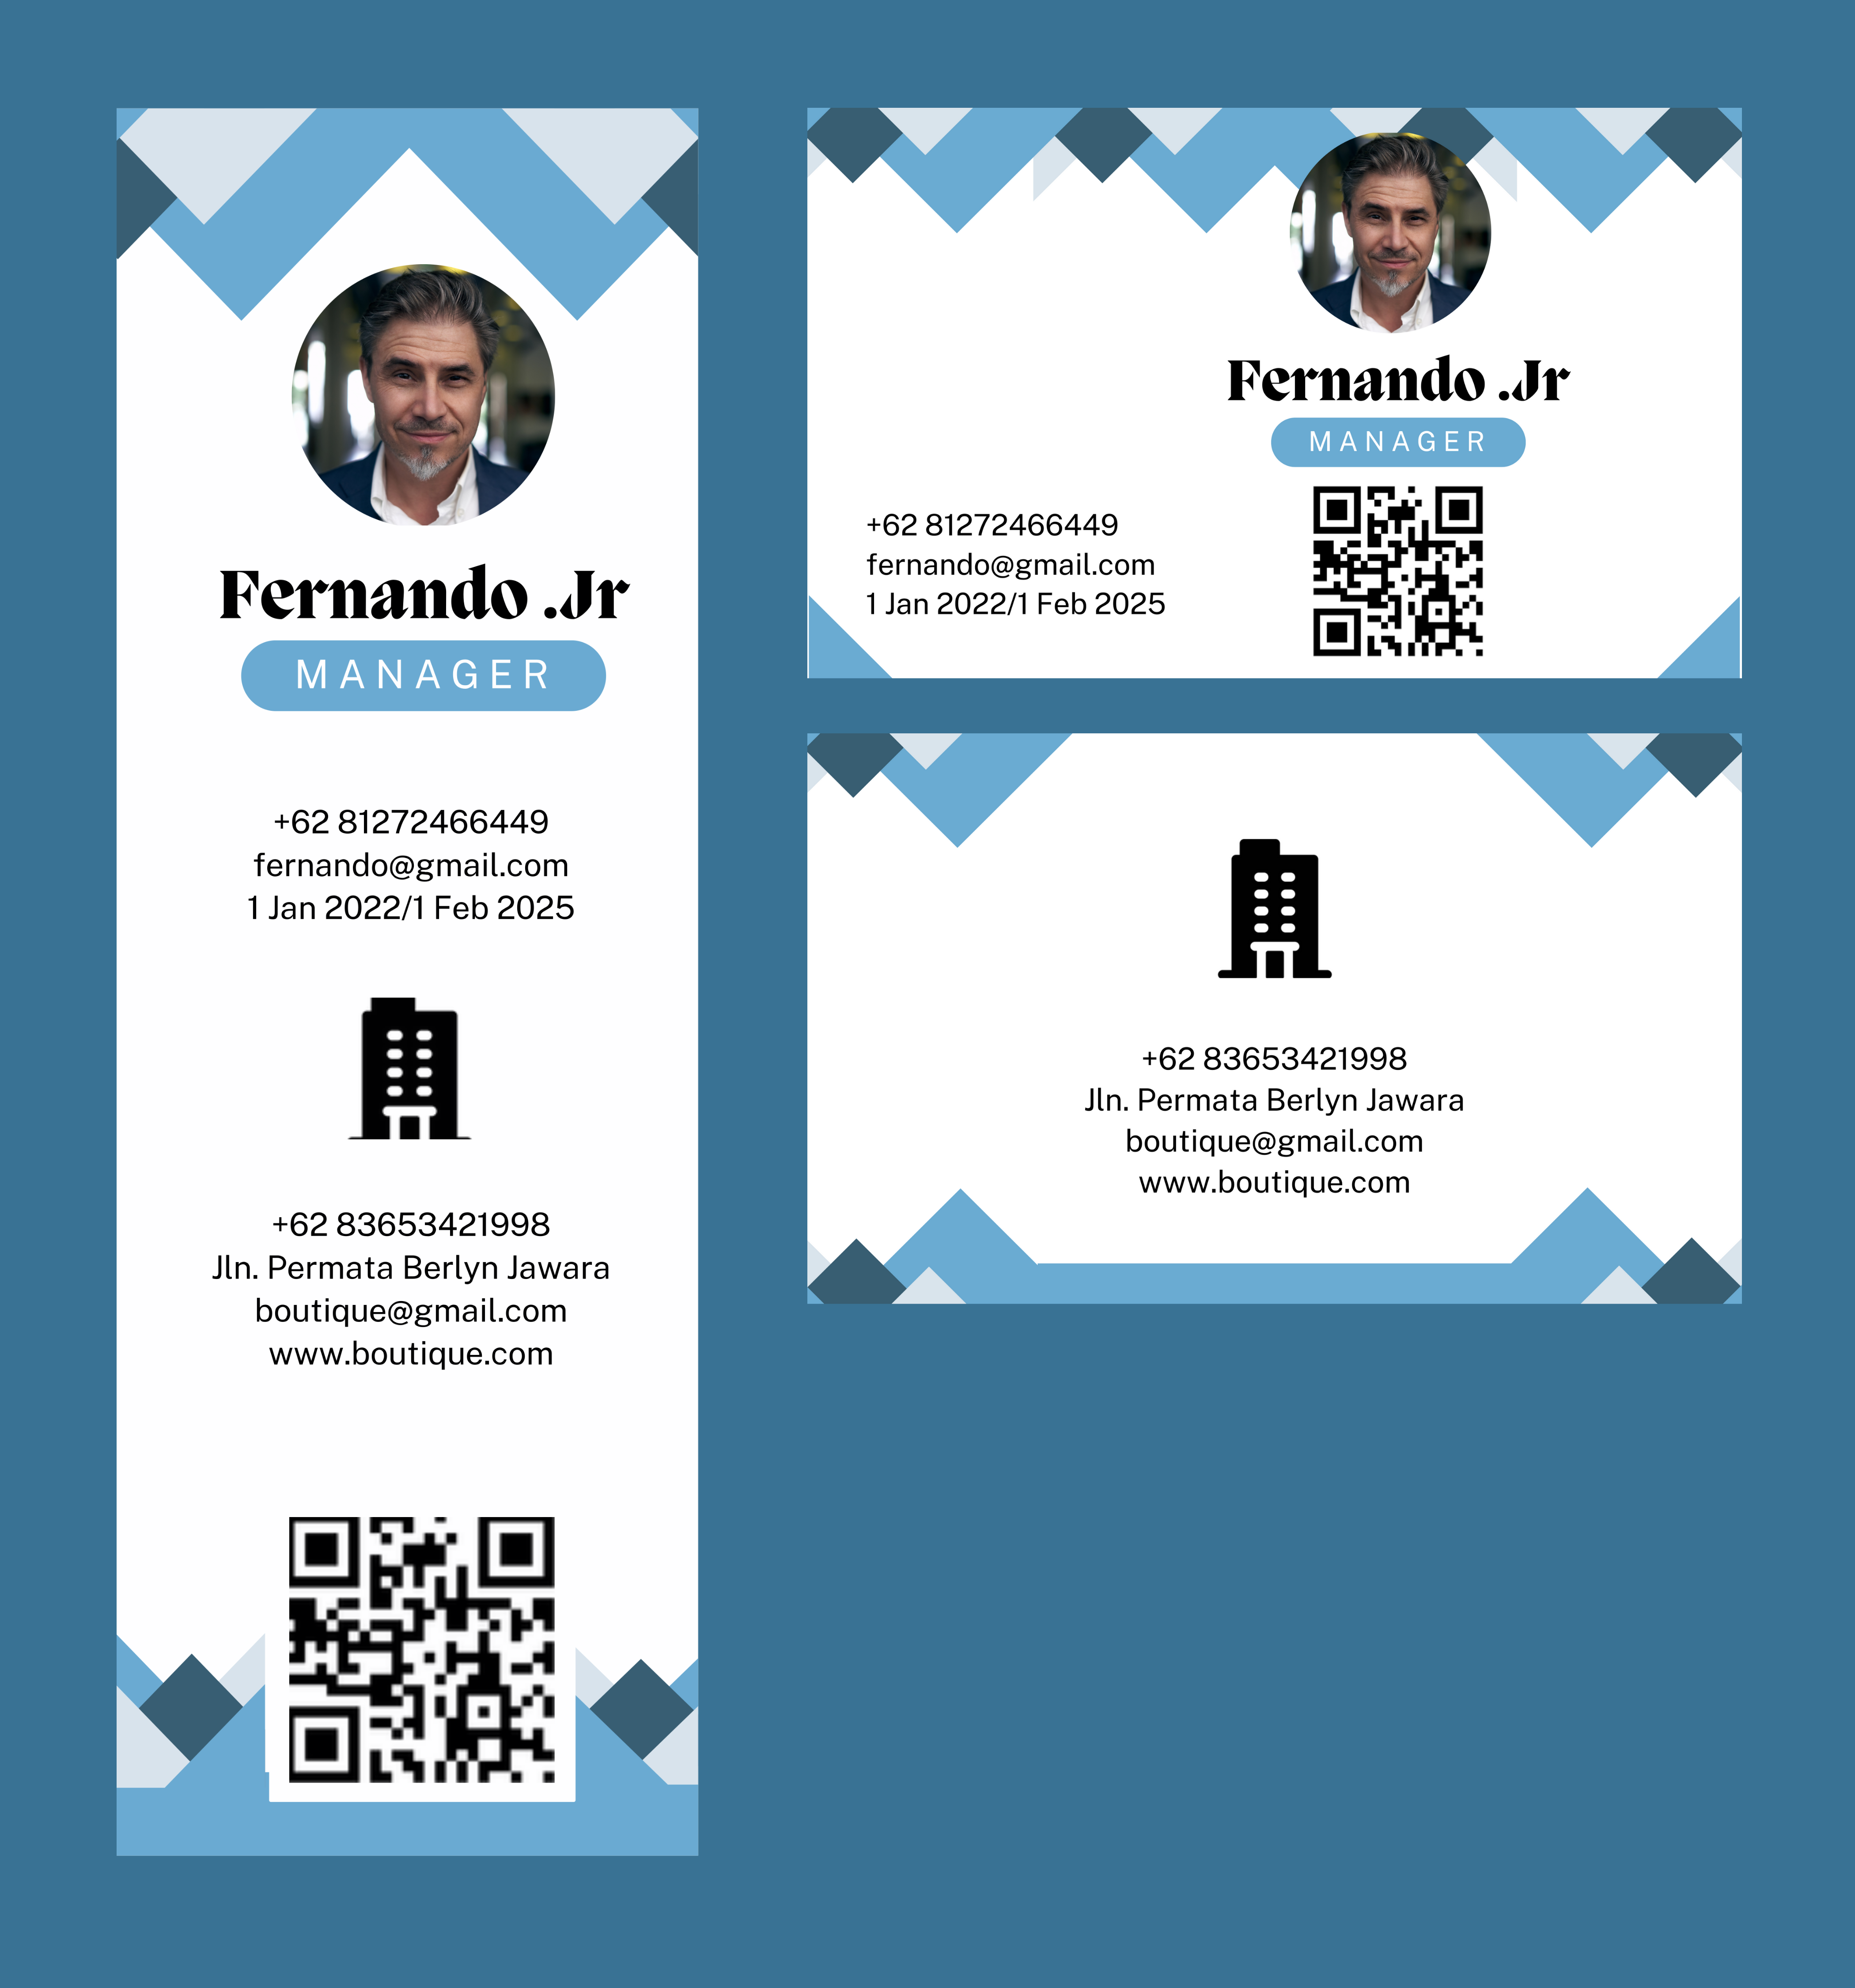 Fernando .Jr
MANAGER
+62 81272466449
fernando@gmail.com
1 Jan 2022/1 Feb 2025
+62 83653421998
Jln. Permata Berlyn Jawara
boutique@gmail.com
www.boutique.com
Fernando .Jr
MANAGER
+62 81272466449
fernando@gmail.com
1 Jan 2022/1 Feb 2025
+62 83653421998
Jln. Permata Berlyn Jawara
boutique@gmail.com
www.boutique.com